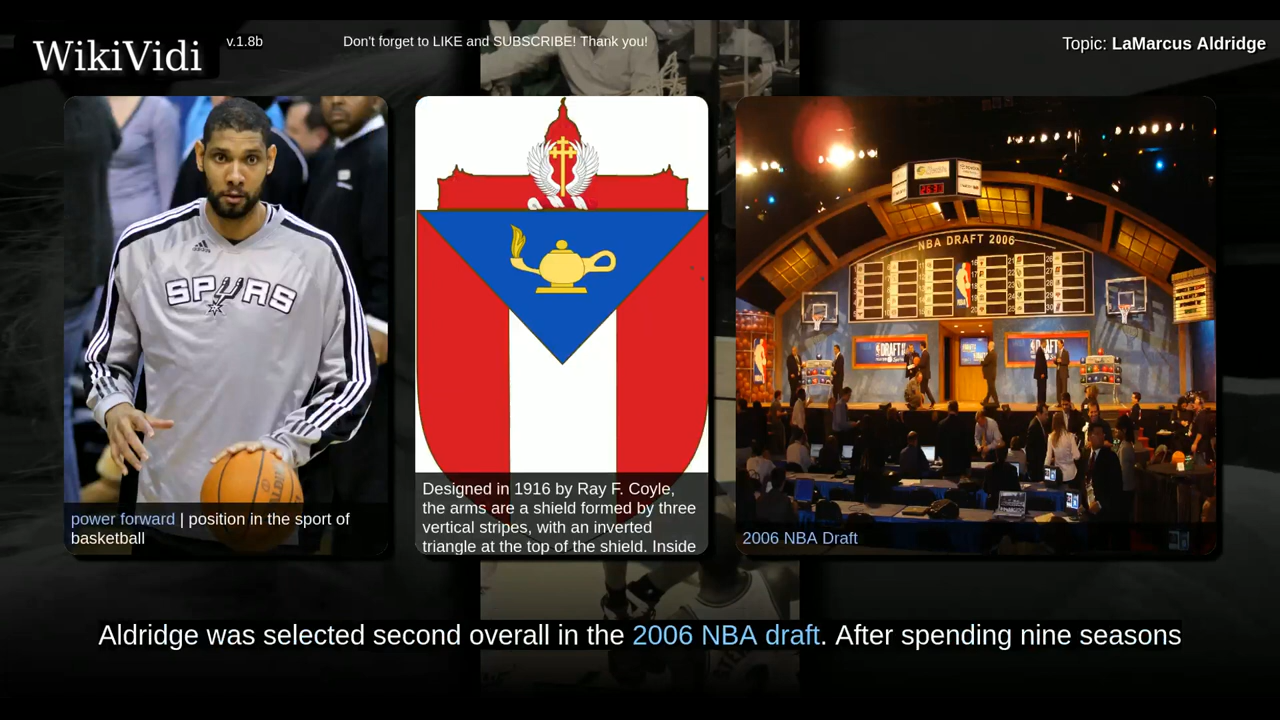 WikiVidi
v.1.8b
Don't forget to LIKE and SUBSCRIBE! Thank you!
Topic: LaMarcus Aldridge
adidas
SPURS
power forward | position in the sport of
basketball
Designed in 1916 by Ray F. Coyle,
the arms are a shield formed by three
vertical stripes, with an inverted
triangle at the top of the shield. Inside
NBA DRAFT 2006
2006 NBA Draft
Aldridge was selected second overall in the 2006 NBA draft. After spending nine seasons